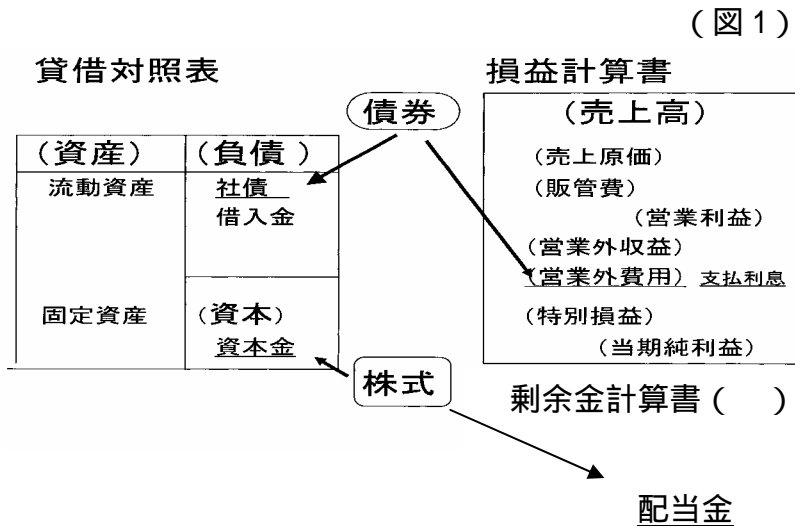 (図1)
貸借対照表
損益計算書
債券
(売上高)
(資産)
(負債)
(売上原価)
流動資産
社債
(販管費)
借入金
(営業利益)
(営業外収益)
(営業外費用) 支払利息
固定資産
(資本)
(特別損益)
資本金
(当期純利益)
株式
剰余金計算書( )
配当金